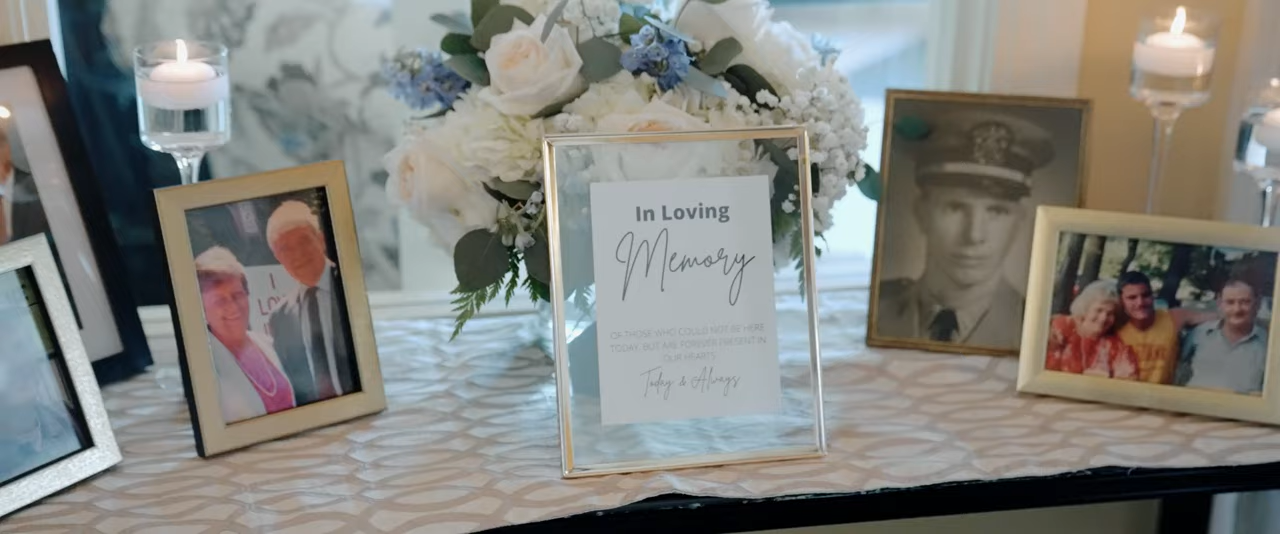 In Loving
Memory
OF THOSE WHO COULD NOT BE HERE
TODAY, BUT ARE FOREVER PRESENT IN
OUR HEARTS
Today & Always
I